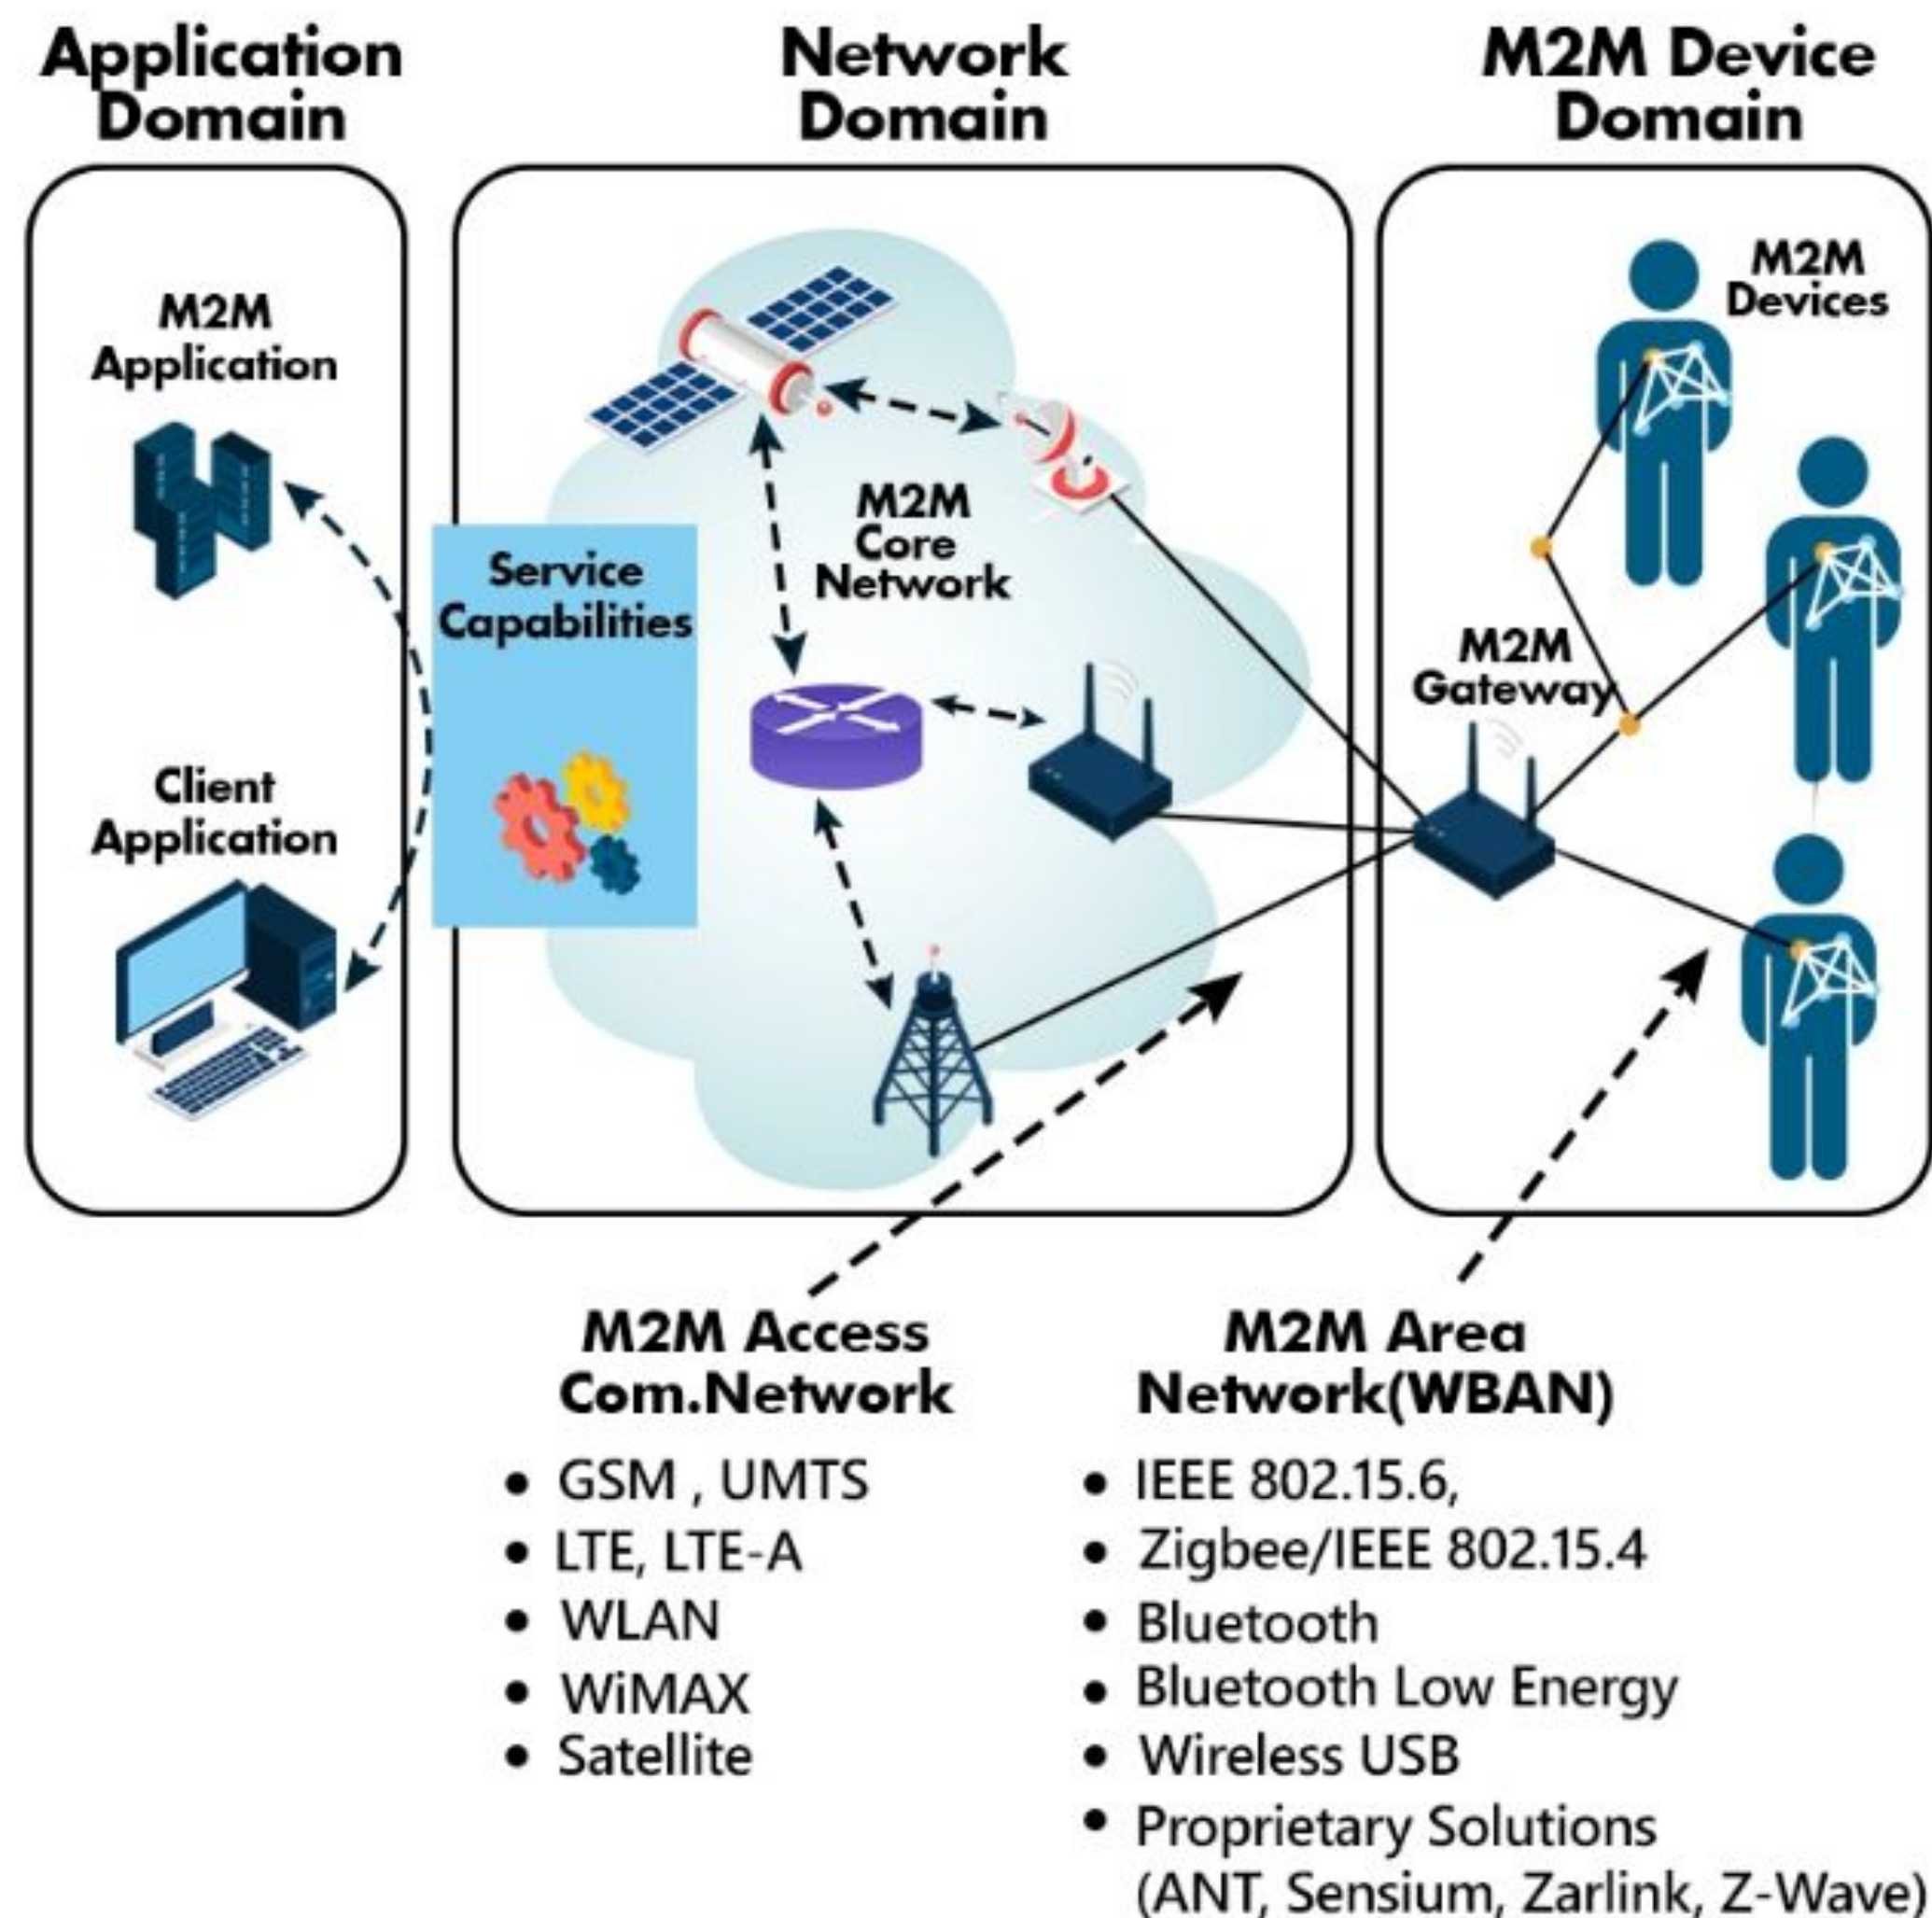 Application
Domain
Network
Domain
M2M Device
Domain
M2M
Application
Client
Application
Service
Capabilities
M2M
Core
Network
M2M
Devices
M2M
Gateway
M2M Access
Com.Network
• GSM , UMTS
• LTE, LTE-A
• WLAN
• WiMAX
• Satellite
M2M Area
Network(WBAN)
• IEEE 802.15.6,
• Zigbee/IEEE 802.15.4
• Bluetooth
• Bluetooth Low Energy
• Wireless USB
• Proprietary Solutions
(ANT, Sensium, Zarlink, Z-Wave)